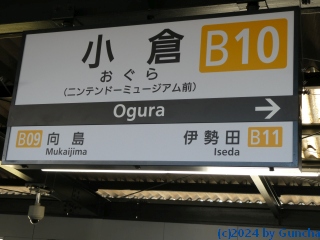 小倉 B10
おぐら
(ニンテンドーミュージアム前)
Ogura →
B09 向島 伊勢田 B11
Mukaijima Iseda
(c)2024 by Guncha